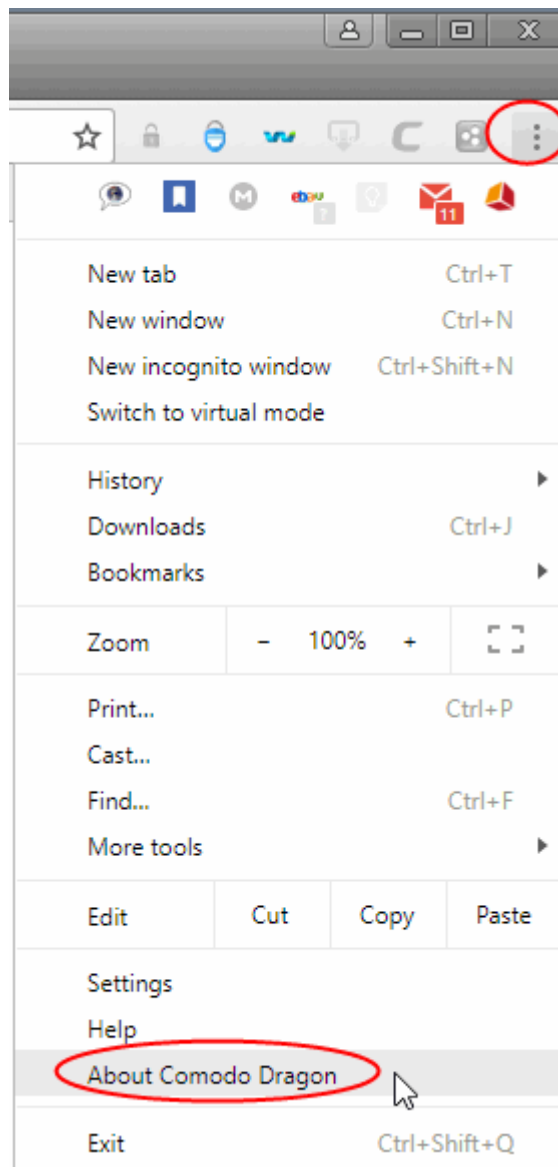 ebay
?
11
New tab Ctrl+T
New window Ctrl+N
New incognito window Ctrl+Shift+N
Switch to virtual mode
History
Downloads Ctrl+J
Bookmarks
Zoom – 100% +
Print... Ctrl+P
Cast...
Find... Ctrl+F
More tools
Edit Cut Copy Paste
Settings
Help
About Comodo Dragon
Exit Ctrl+Shift+Q